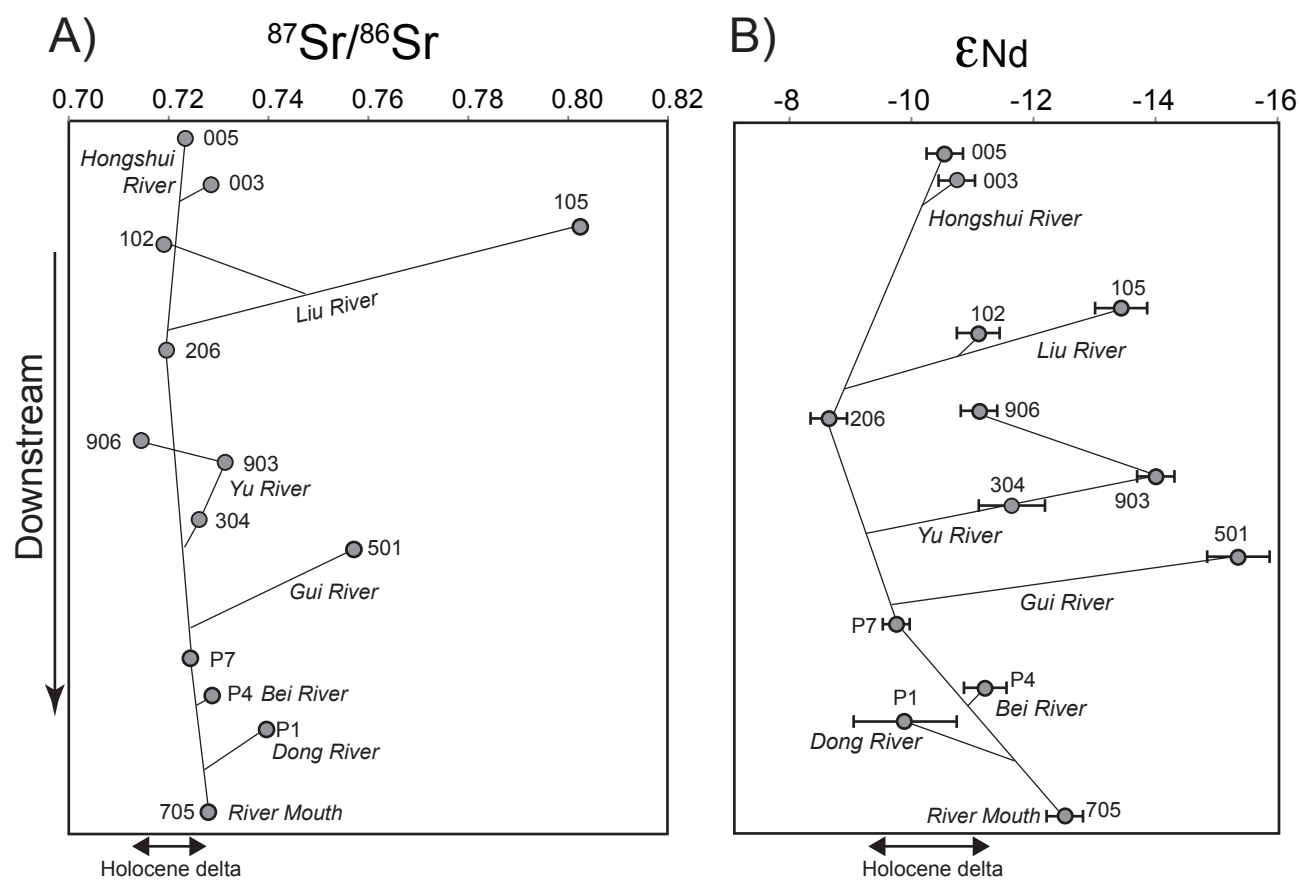 A)
⁸⁷Sr/⁸⁶Sr
0.70 0.72 0.74 0.76 0.78 0.80 0.82
005
Hongshui
River
003
105
102
Liu River
206
Downstream
906
903
Yu River
304
501
Gui River
P7
P4 Bei River
P1
Dong River
705 River Mouth
Holocene delta
B)
εNd
-8 -10 -12 -14 -16
005
003
Hongshui River
105
102
Liu River
906
206
304
903
Yu River
501
Gui River
P7
P4
P1
Bei River
Dong River
River Mouth 705
Holocene delta